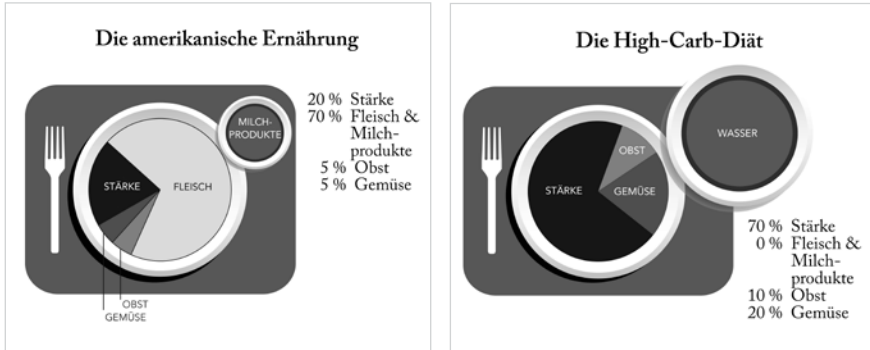 Die amerikanische Ernährung
MILCH-
PRODUKTE
STÄRKE
FLEISCH
OBST
GEMÜSE
20 % Stärke
70 % Fleisch &
Milch-
produkte
5 % Obst
5 % Gemüse
Die High-Carb-Diät
WASSER
OBST
STÄRKE
GEMÜSE
70 % Stärke
0 % Fleisch &
Milch-
produkte
10 % Obst
20 % Gemüse